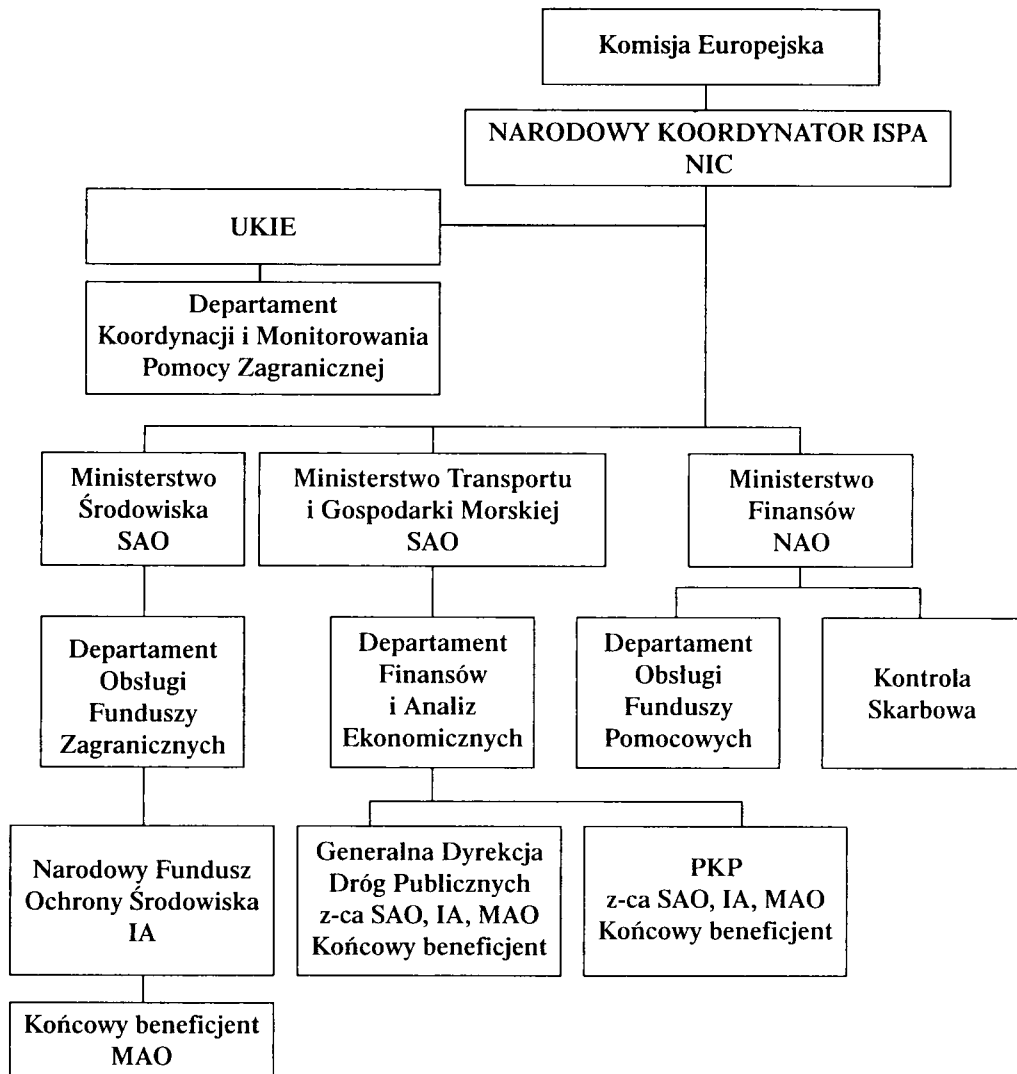 Komisja Europejska
NARODOWY KOORDYNATOR ISPA
NIC
UKIE
Departament
Koordynacji i Monitorowania
Pomocy Zagranicznej
Ministerstwo
Środowiska
SAO
Ministerstwo Transportu
i Gospodarki Morskiej
SAO
Ministerstwo
Finansów
NAO
Departament
Obsługi
Funduszy
Zagranicznych
Departament
Finansów
i Analiz
Ekonomicznych
Departament
Obsługi
Funduszy
Pomocowych
Kontrola
Skarbowa
Narodowy Fundusz
Ochrony Środowiska
IA
Generalna Dyrekcja
Dróg Publicznych
z-ca SAO, IA, MAO
Końcowy beneficjent
PKP
z-ca SAO, IA, MAO
Końcowy beneficjent
Końcowy beneficjent
MAO